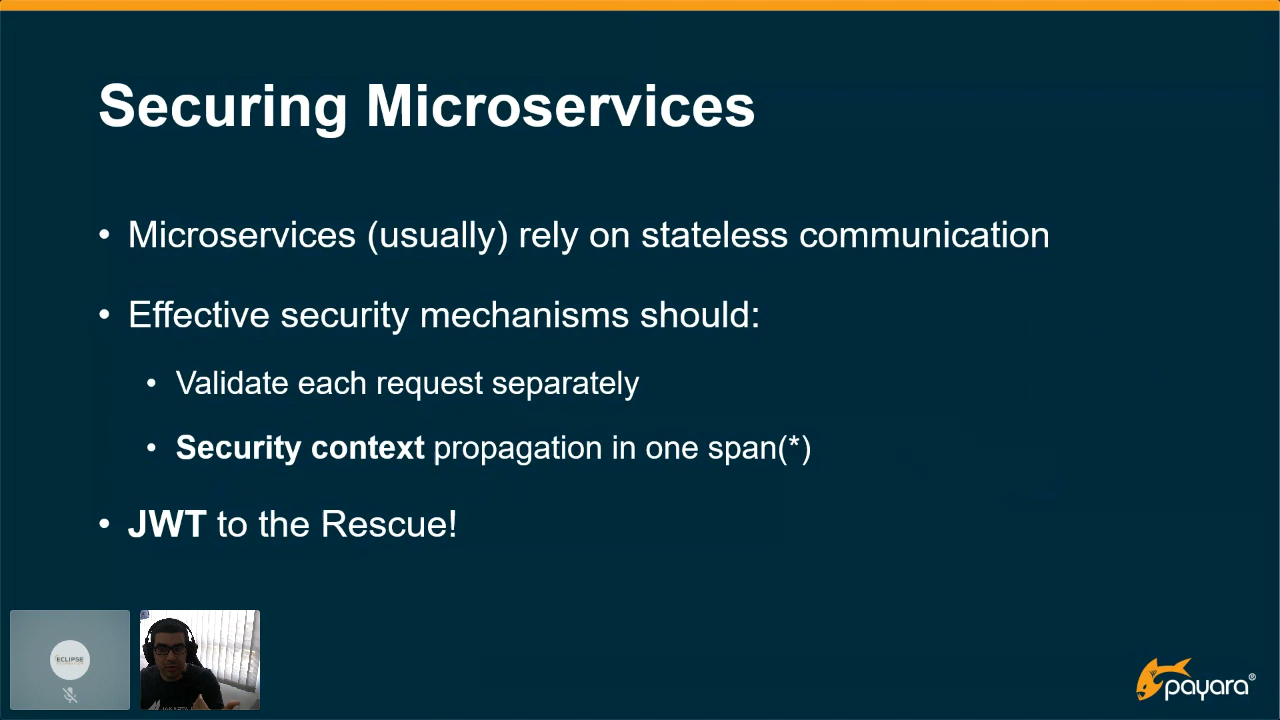 Securing Microservices
• Microservices (usually) rely on stateless communication
• Effective security mechanisms should:
• Validate each request separately
• Security context propagation in one span(*)
• JWT to the Rescue!
ECLIPSE
payara®